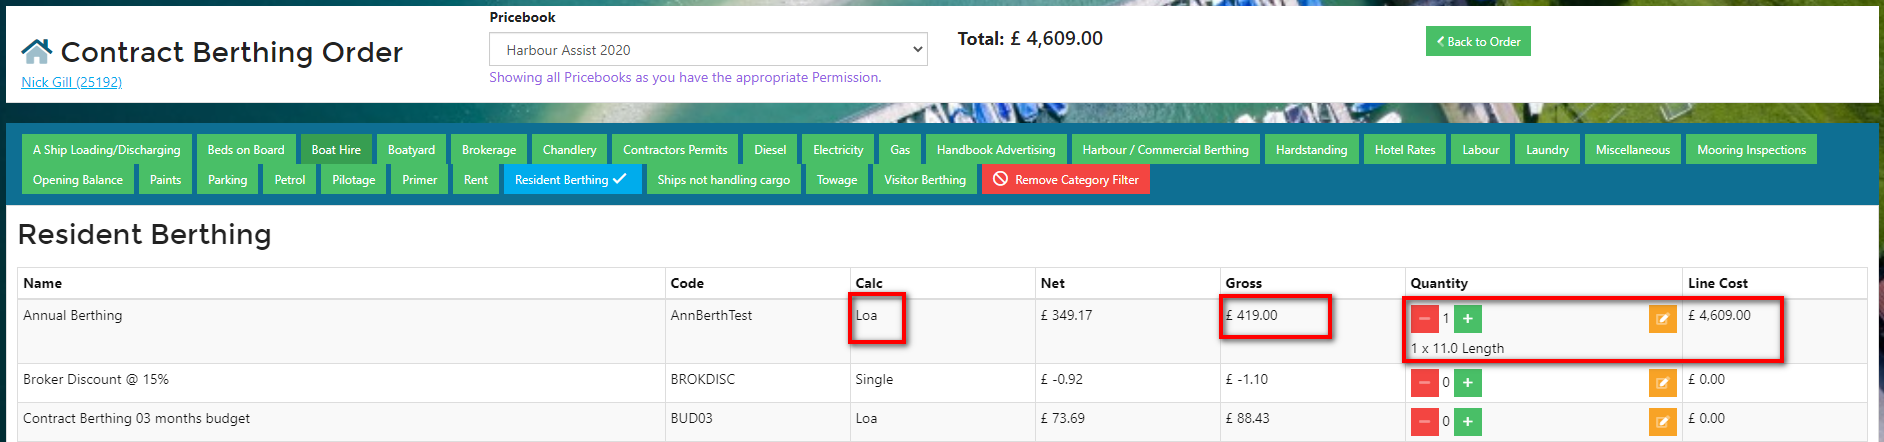 Pricebook
Contract Berthing Order
Harbour Assist 2020
Total: £ 4,609.00
Back to Order
Nick Gill (25192)
Showing all Pricebooks as you have the appropriate Permission.
A Ship Loading/Discharging Beds on Board Boat Hire Boatyard Brokerage Chandlery Contractors Permits Diesel Electricity Gas Handbook Advertising Harbour / Commercial Berthing Hardstanding Hotel Rates Labour Laundry Miscellaneous Mooring Inspections
Opening Balance Paints Parking Petrol Pilotage Primer Rent Resident Berthing Ships not handling cargo Towage Visitor Berthing Remove Category Filter
Resident Berthing
Name Code Calc Net Gross Quantity Line Cost
Annual Berthing AnnBerthTest Loa £ 349.17 £ 419.00 1 £ 4,609.00
1 x 11.0 Length
Broker Discount @ 15% BROKDISC Single £ -0.92 £ -1.10 0 £ 0.00
Contract Berthing 03 months budget BUD03 Loa £ 73.69 £ 88.43 0 £ 0.00